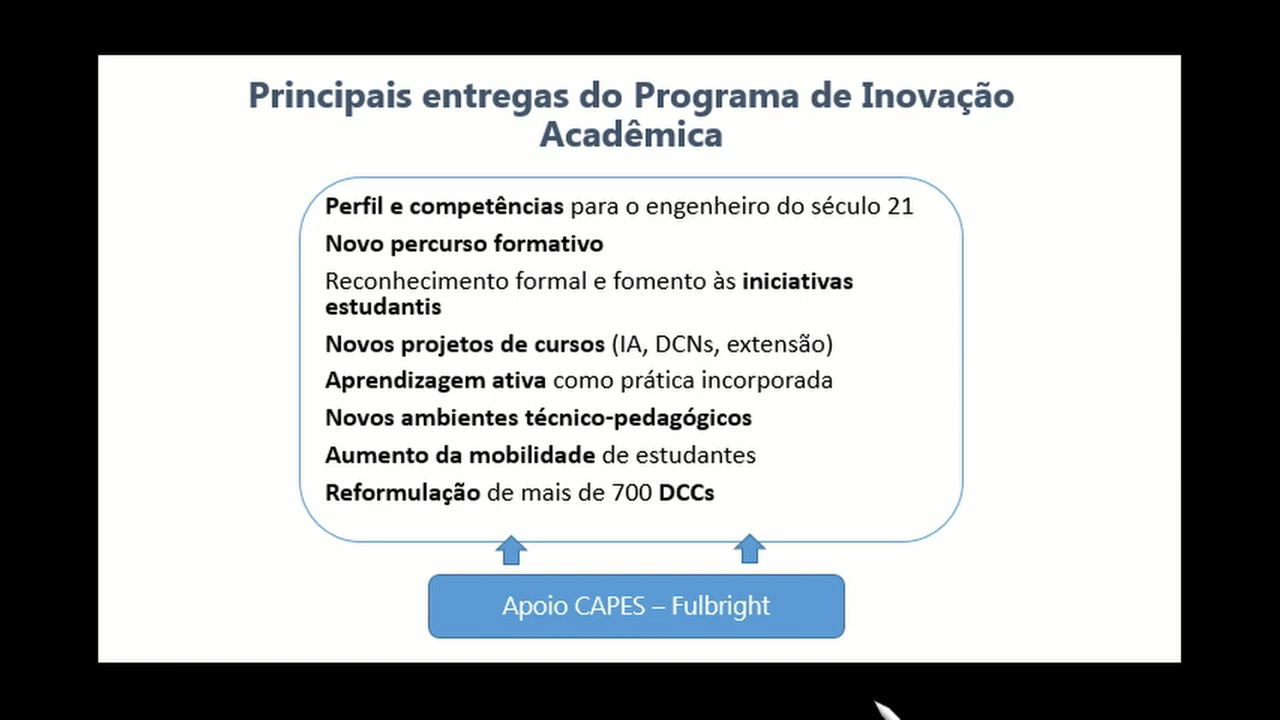 Principais entregas do Programa de Inovação
Acadêmica
Perfil e competências para o engenheiro do século 21
Novo percurso formativo
Reconhecimento formal e fomento às iniciativas
estudantis
Novos projetos de cursos (IA, DCNs, extensão)
Aprendizagem ativa como prática incorporada
Novos ambientes técnico-pedagógicos
Aumento da mobilidade de estudantes
Reformulação de mais de 700 DCCs
Apoio CAPES – Fulbright